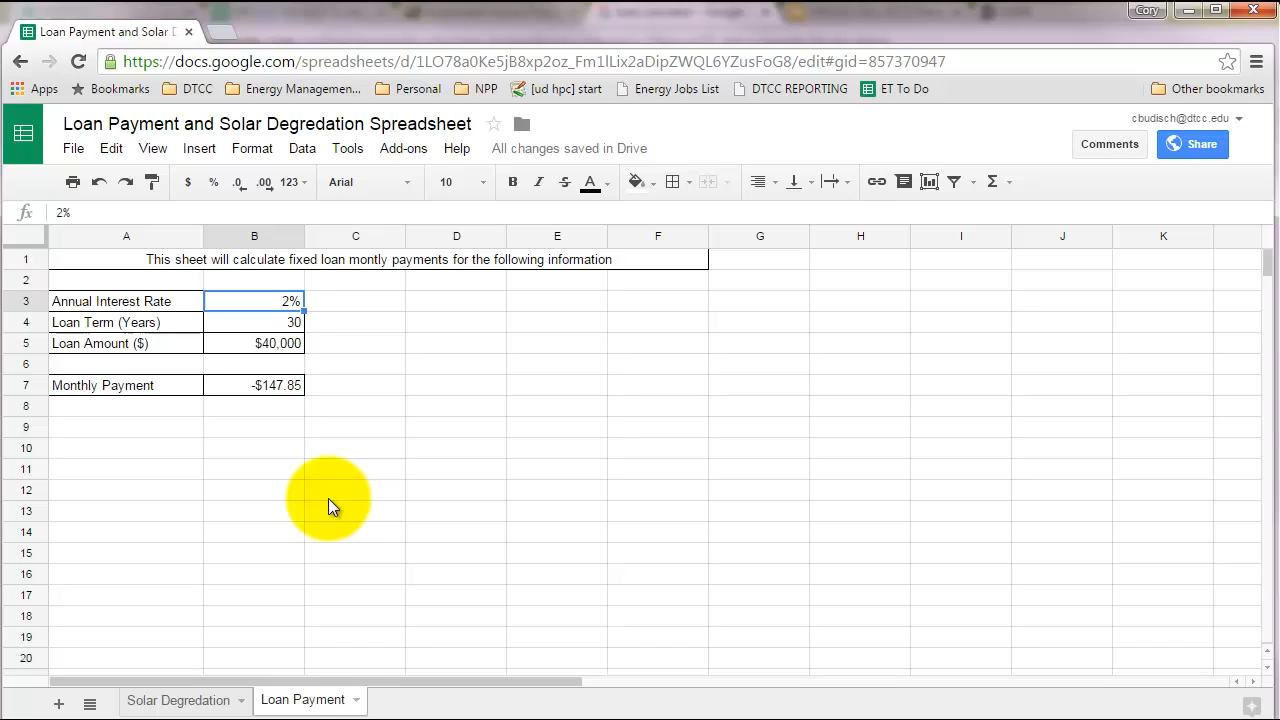 Cory
Loan Payment and Solar D
https://docs.google.com/spreadsheets/d/1LO78a0Ke5jB8xp2oz_Fm1lLix2aDipZWQL6YZusFoG8/edit#gid=857370947
Apps Bookmarks DTCC Energy Managemen... Personal NPP [ud hpc] start Energy Jobs List DTCC REPORTING ET To Do Other bookmarks
Loan Payment and Solar Degredation Spreadsheet
cbudisch@dtcc.edu
File Edit View Insert Format Data Tools Add-ons Help All changes saved in Drive
Comments Share
$ % .0 .00 123 Arial 10 B I S A Σ
fx 2%
A B C D E F G H I J K
1 This sheet will calculate fixed loan montly payments for the following information
2
3 Annual Interest Rate 2%
4 Loan Term (Years) 30
5 Loan Amount ($) $40,000
6
7 Monthly Payment -$147.85
8
9
10
11
12
13
14
15
16
17
18
19
20
Solar Degredation Loan Payment